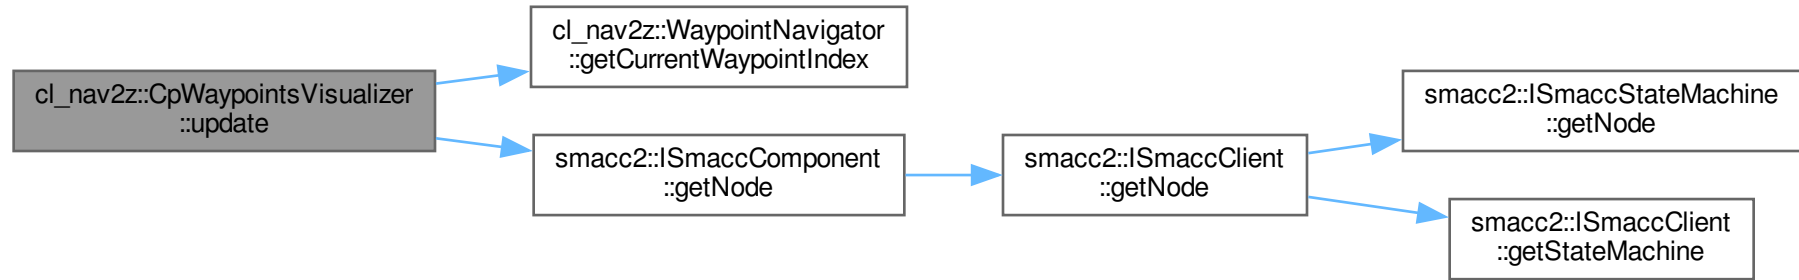 cl_nav2z::CpWaypointsVisualizer
::update
cl_nav2z::WaypointNavigator
::getCurrentWaypointIndex
smacc2::ISmaccComponent
::getNode
smacc2::ISmaccClient
::getNode
smacc2::ISmaccStateMachine
::getNode
smacc2::ISmaccClient
::getStateMachine